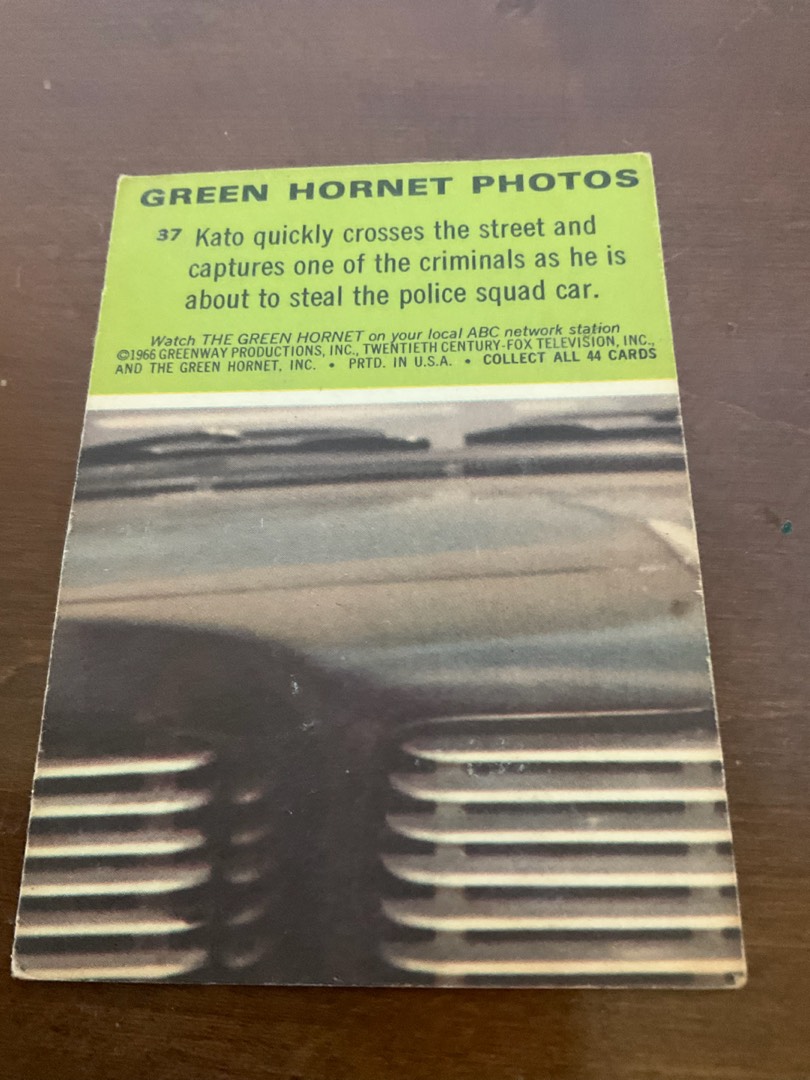 GREEN HORNET PHOTOS
37 Kato quickly crosses the street and
captures one of the criminals as he is
about to steal the police squad car.
Watch THE GREEN HORNET on your local ABC network station
©1966 GREENWAY PRODUCTIONS, INC., TWENTIETH CENTURY-FOX TELEVISION, INC.,
AND THE GREEN HORNET, INC. • PRTD. IN U.S.A. • COLLECT ALL 44 CARDS